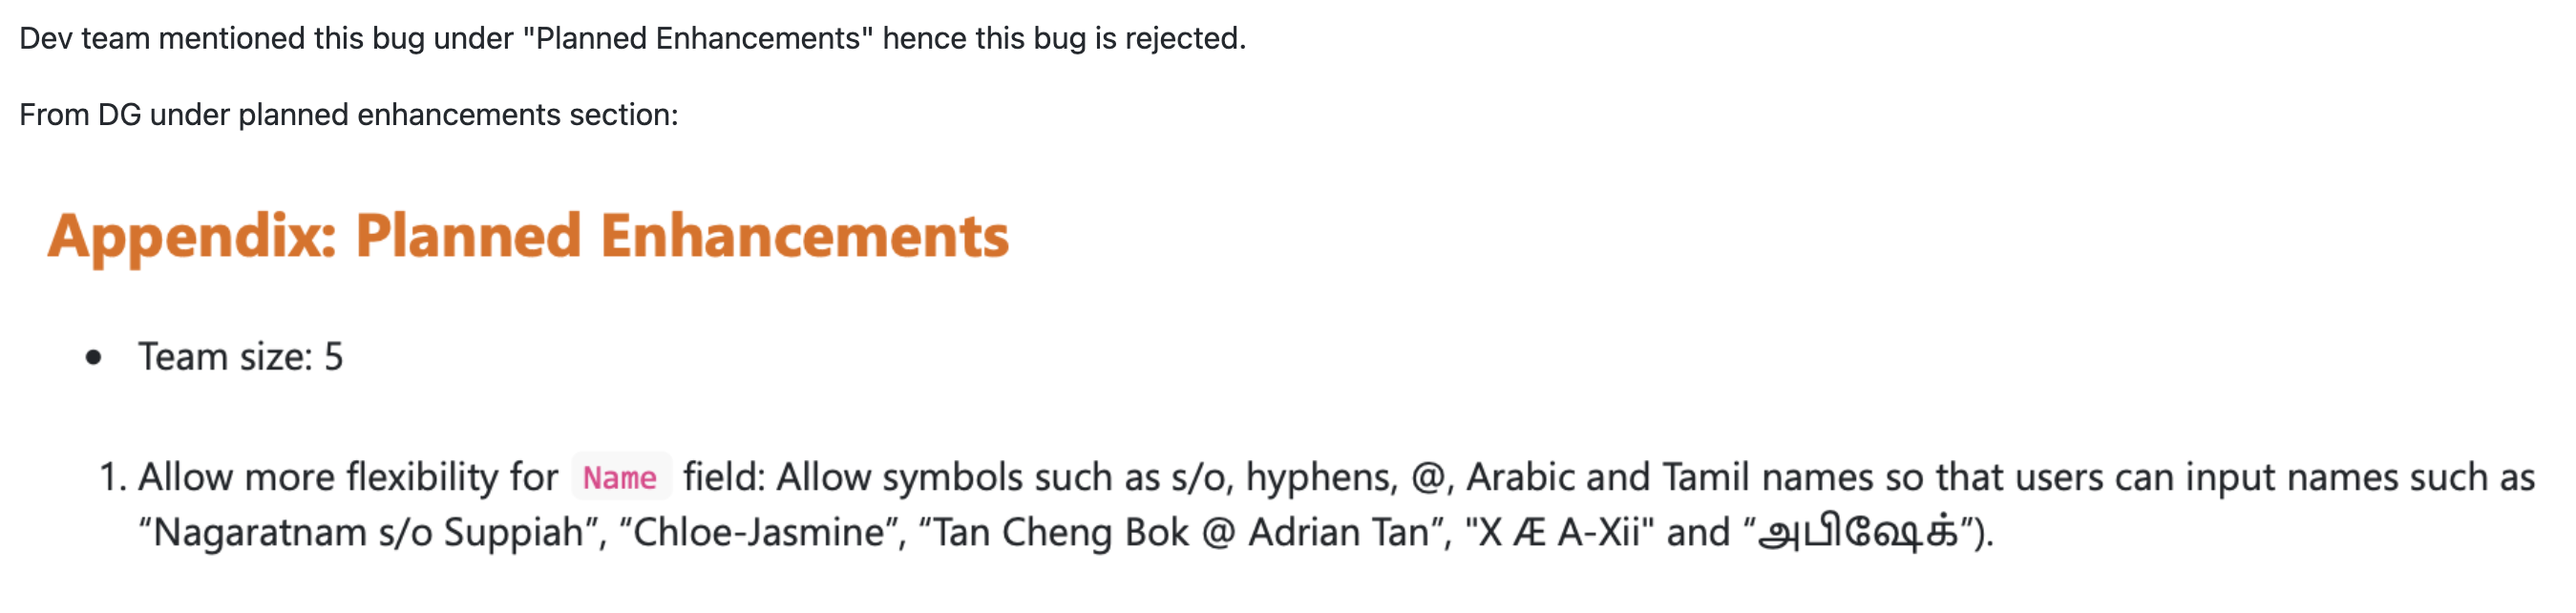 Dev team mentioned this bug under "Planned Enhancements" hence this bug is rejected.
From DG under planned enhancements section:
Appendix: Planned Enhancements
• Team size: 5
1. Allow more flexibility for Name field: Allow symbols such as s/o, hyphens, @, Arabic and Tamil names so that users can input names such as
“Nagaratnam s/o Suppiah”, “Chloe-Jasmine”, “Tan Cheng Bok @ Adrian Tan”, "X Æ A-Xii" and “அபிஷேக்”).